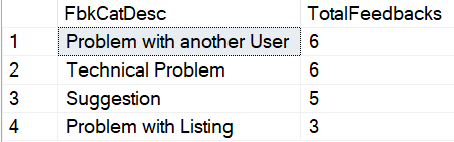 FbkCatDesc TotalFeedbacks
1 Problem with another User 6
2 Technical Problem 6
3 Suggestion 5
4 Problem with Listing 3